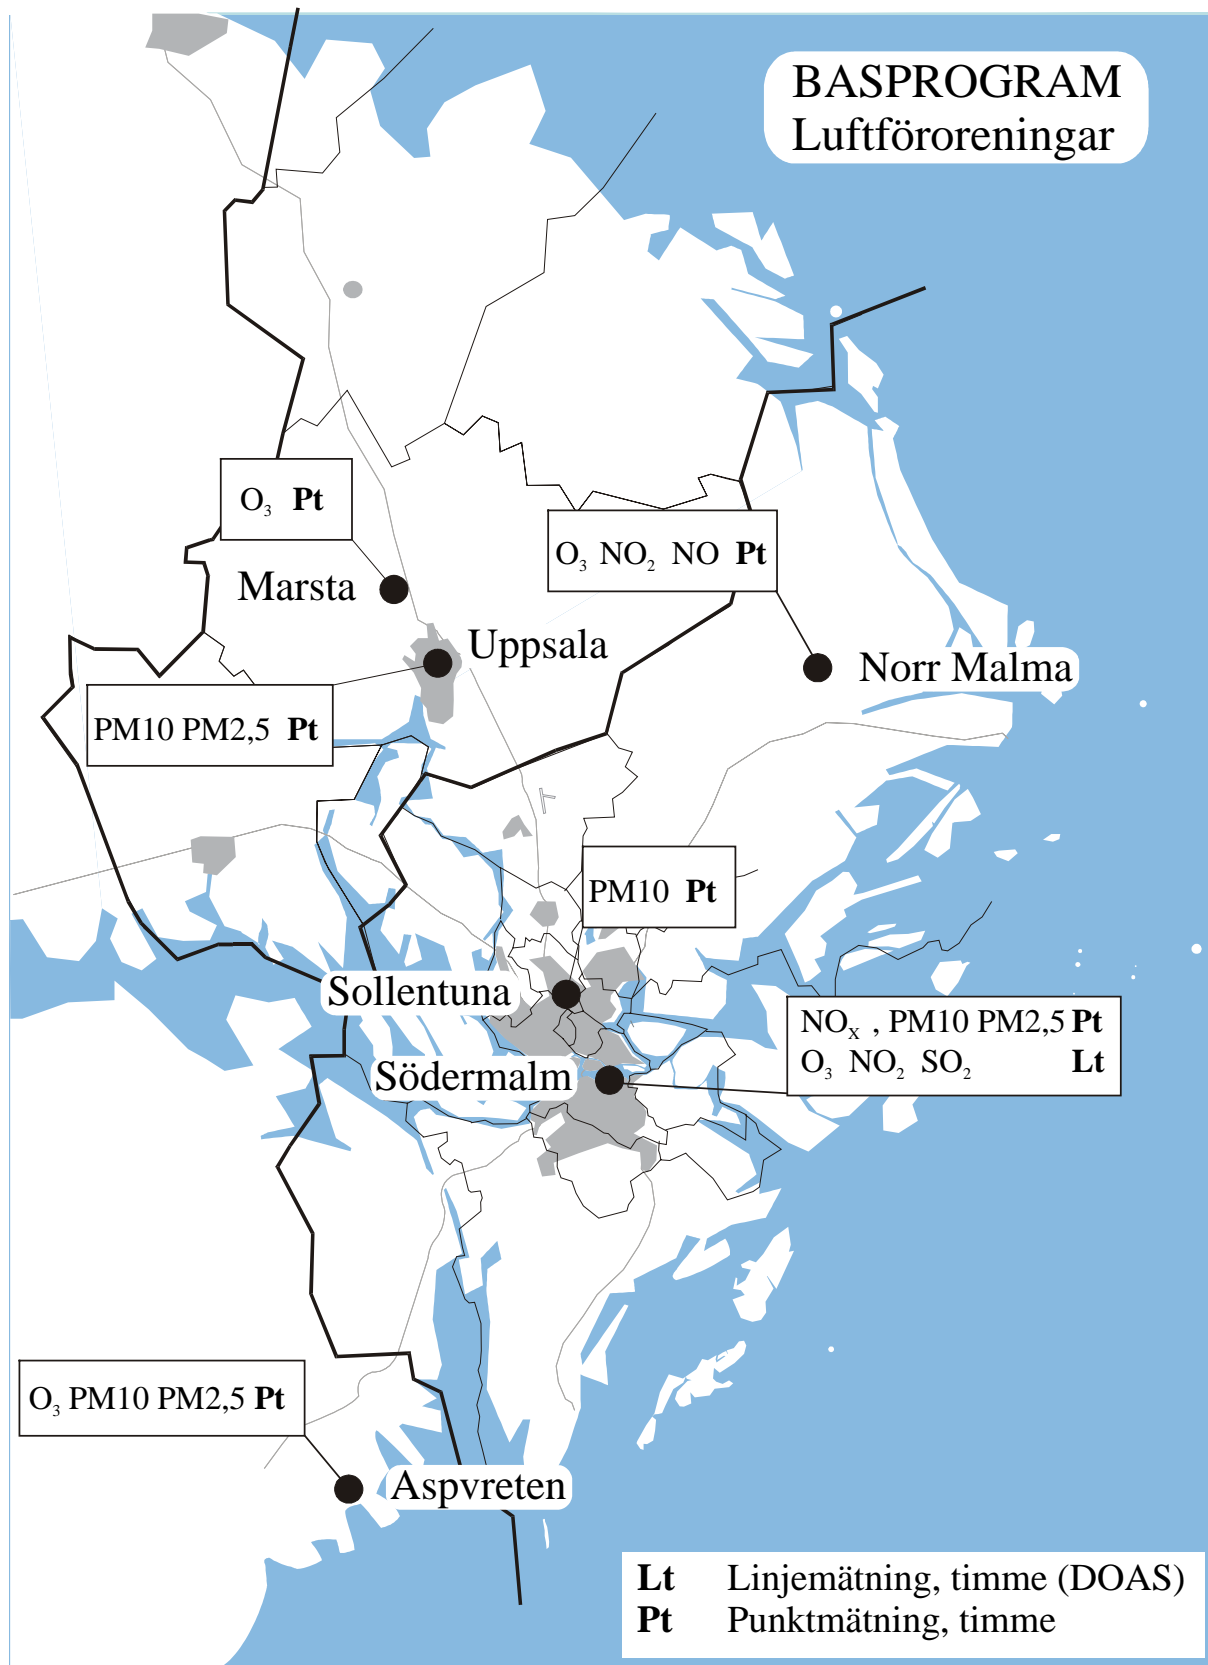 BASPROGRAM
Luftföroreningar
O₃ Pt
Marsta
O₃ NO₂ NO Pt
Uppsala
Norr Malma
PM10 PM2,5 Pt
PM10 Pt
Sollentuna
NOX , PM10 PM2,5 Pt
O₃ NO₂ SO₂ Lt
Södermalm
O₃ PM10 PM2,5 Pt
Aspvreten
Lt Linjemätning, timme (DOAS)
Pt Punktmätning, timme